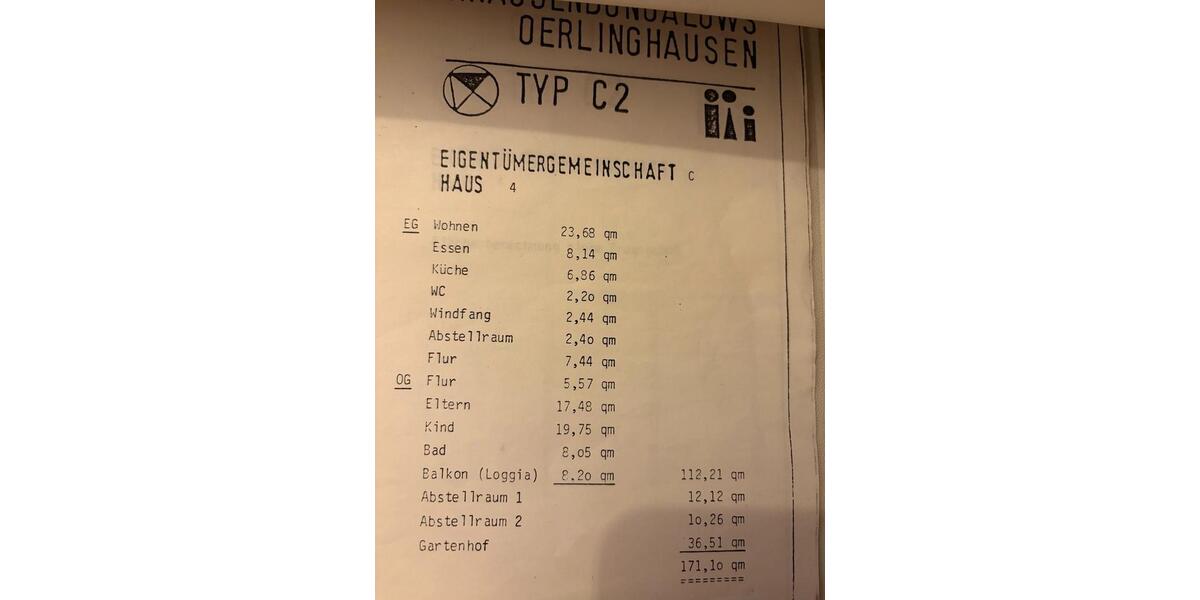 OERLINGHAUSEN
TYP C2
EIGENTÜMERGEMEINSCHAFT C
HAUS 4
EG Wohnen 23,68 qm
Essen 8,14 qm
Küche 6,86 qm
WC 2,2o qm
Windfang 2,44 qm
Abstellraum 2,4o qm
Flur 7,44 qm
OG Flur 5,57 qm
Eltern 17,48 qm
Kind 19,75 qm
Bad 8,o5 qm
Balkon (Loggia) 8.2o qm 112,21 qm
Abstellraum 1 12,12 qm
Abstellraum 2 1o,26 qm
Gartenhof 36,51 qm
171,1o qm